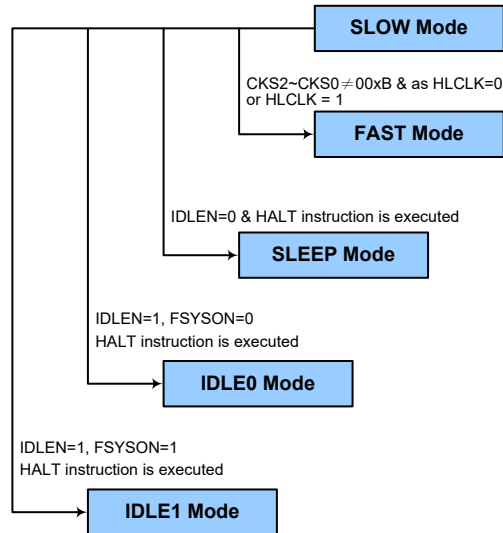 SLOW Mode
CKS2~CKS0≠00xB & as HLCLK=0
or HLCLK = 1
FAST Mode
IDLEN=0 & HALT instruction is executed
SLEEP Mode
IDLEN=1, FSYSON=0
HALT instruction is executed
IDLE0 Mode
IDLEN=1, FSYSON=1
HALT instruction is executed
IDLE1 Mode